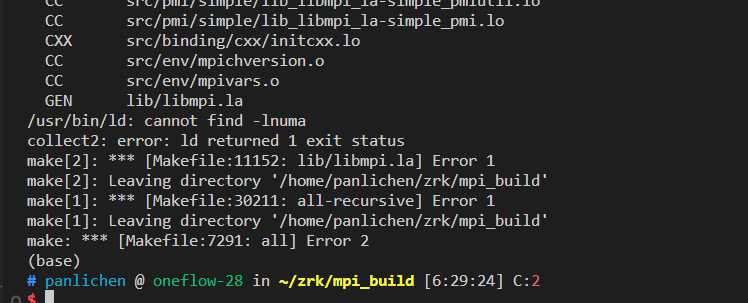 CC       src/pmi/simple/lib_libmpi_la-simple_pmiutil.lo
CC       src/pmi/simple/lib_libmpi_la-simple_pmi.lo
CXX      src/binding/cxx/initcxx.lo
CC       src/env/mpichversion.o
CC       src/env/mpivars.o
GEN      lib/libmpi.la
/usr/bin/ld: cannot find -lnuma
collect2: error: ld returned 1 exit status
make[2]: *** [Makefile:11152: lib/libmpi.la] Error 1
make[2]: Leaving directory '/home/panlichen/zrk/mpi_build'
make[1]: *** [Makefile:30211: all-recursive] Error 1
make[1]: Leaving directory '/home/panlichen/zrk/mpi_build'
make: *** [Makefile:7291: all] Error 2
(base)
# panlichen @ oneflow-28 in ~/zrk/mpi_build [6:29:24] C:2
$